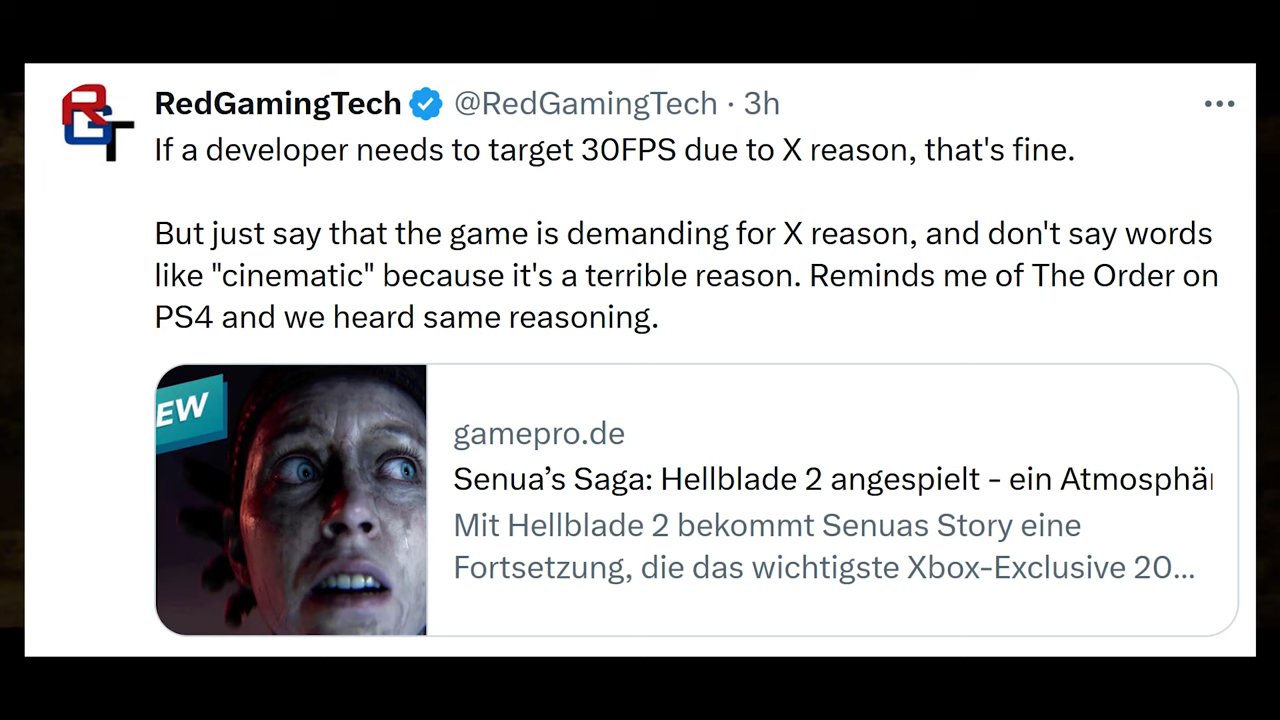 RGT
RedGamingTech @RedGamingTech · 3h
If a developer needs to target 30FPS due to X reason, that's fine.
But just say that the game is demanding for X reason, and don't say words
like "cinematic" because it's a terrible reason. Reminds me of The Order on
PS4 and we heard same reasoning.
EW
gamepro.de
Senua’s Saga: Hellblade 2 angespielt - ein Atmosphär
Mit Hellblade 2 bekommt Senuas Story eine
Fortsetzung, die das wichtigste Xbox-Exclusive 20...